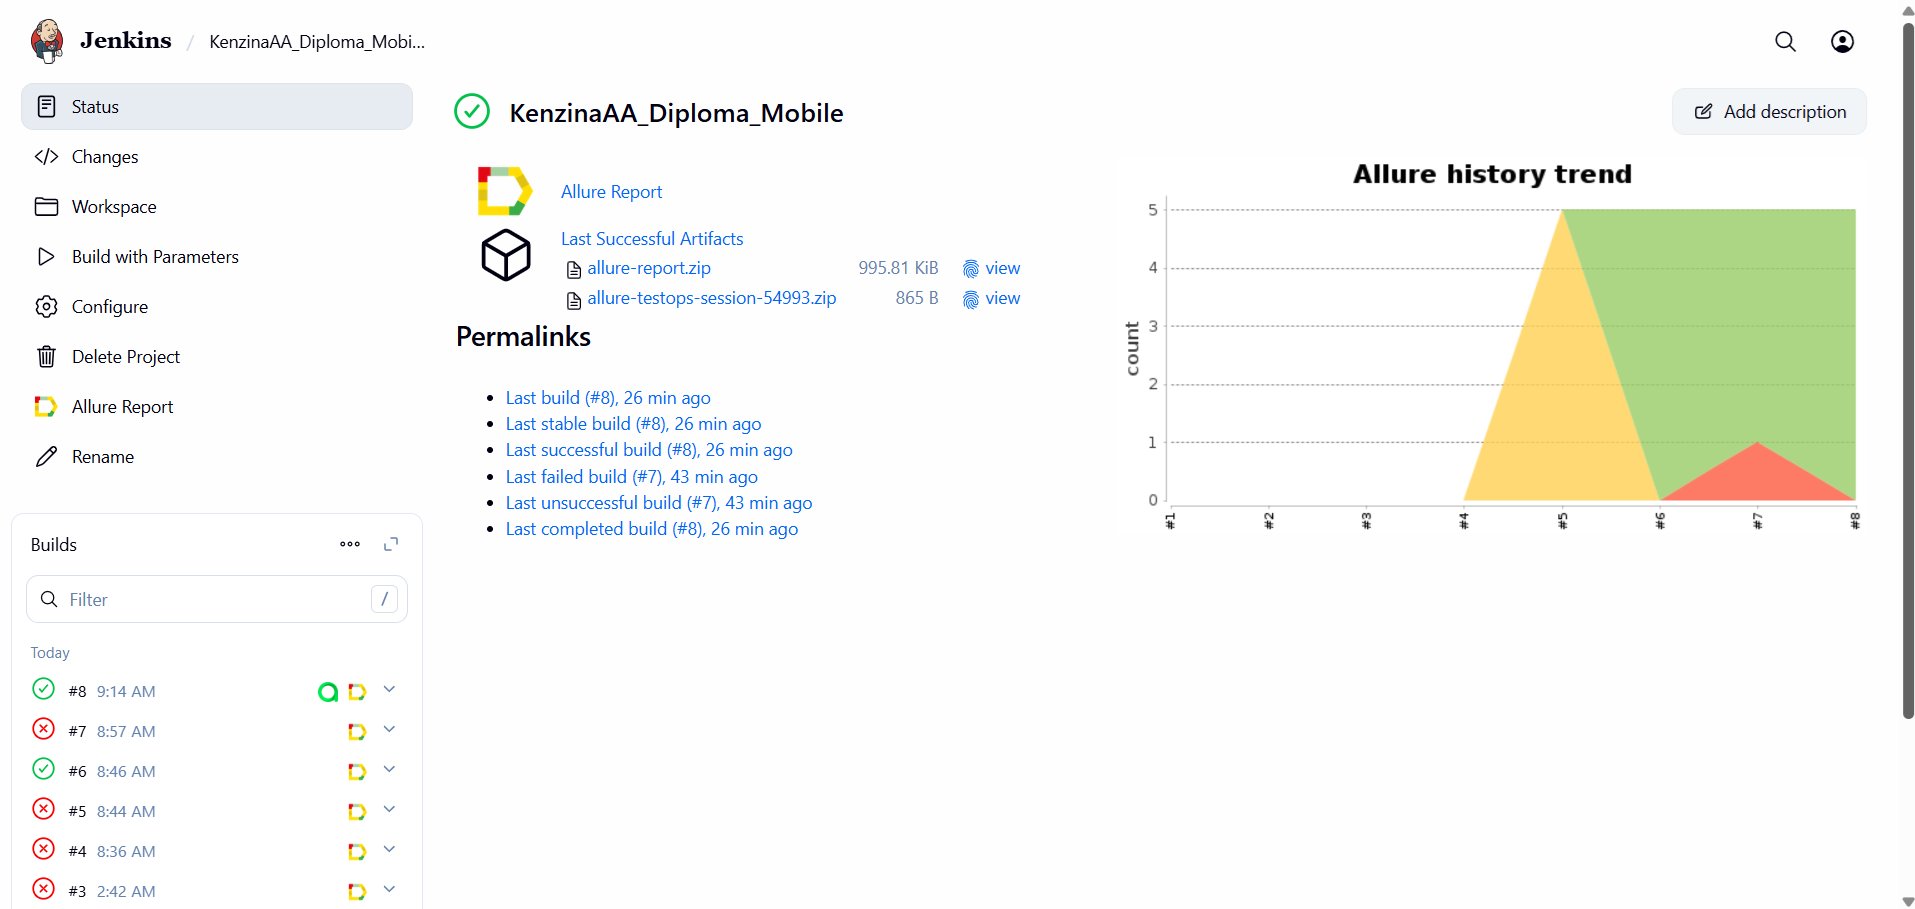 Jenkins / KenzinaAA_Diploma_Mobi...
Status
Changes
Workspace
Build with Parameters
Configure
Delete Project
Allure Report
Rename
Builds
Filter /
Today
#8 9:14 AM
#7 8:57 AM
#6 8:46 AM
#5 8:44 AM
#4 8:36 AM
#3 2:42 AM
KenzinaAA_Diploma_Mobile
Add description
Allure Report
Last Successful Artifacts
allure-report.zip 995.81 KiB view
allure-testops-session-54993.zip 865 B view
Permalinks
Last build (#8), 26 min ago
Last stable build (#8), 26 min ago
Last successful build (#8), 26 min ago
Last failed build (#7), 43 min ago
Last unsuccessful build (#7), 43 min ago
Last completed build (#8), 26 min ago
Allure history trend
count
5
4
3
2
1
0
#1 #2 #3 #4 #5 #6 #7 #8